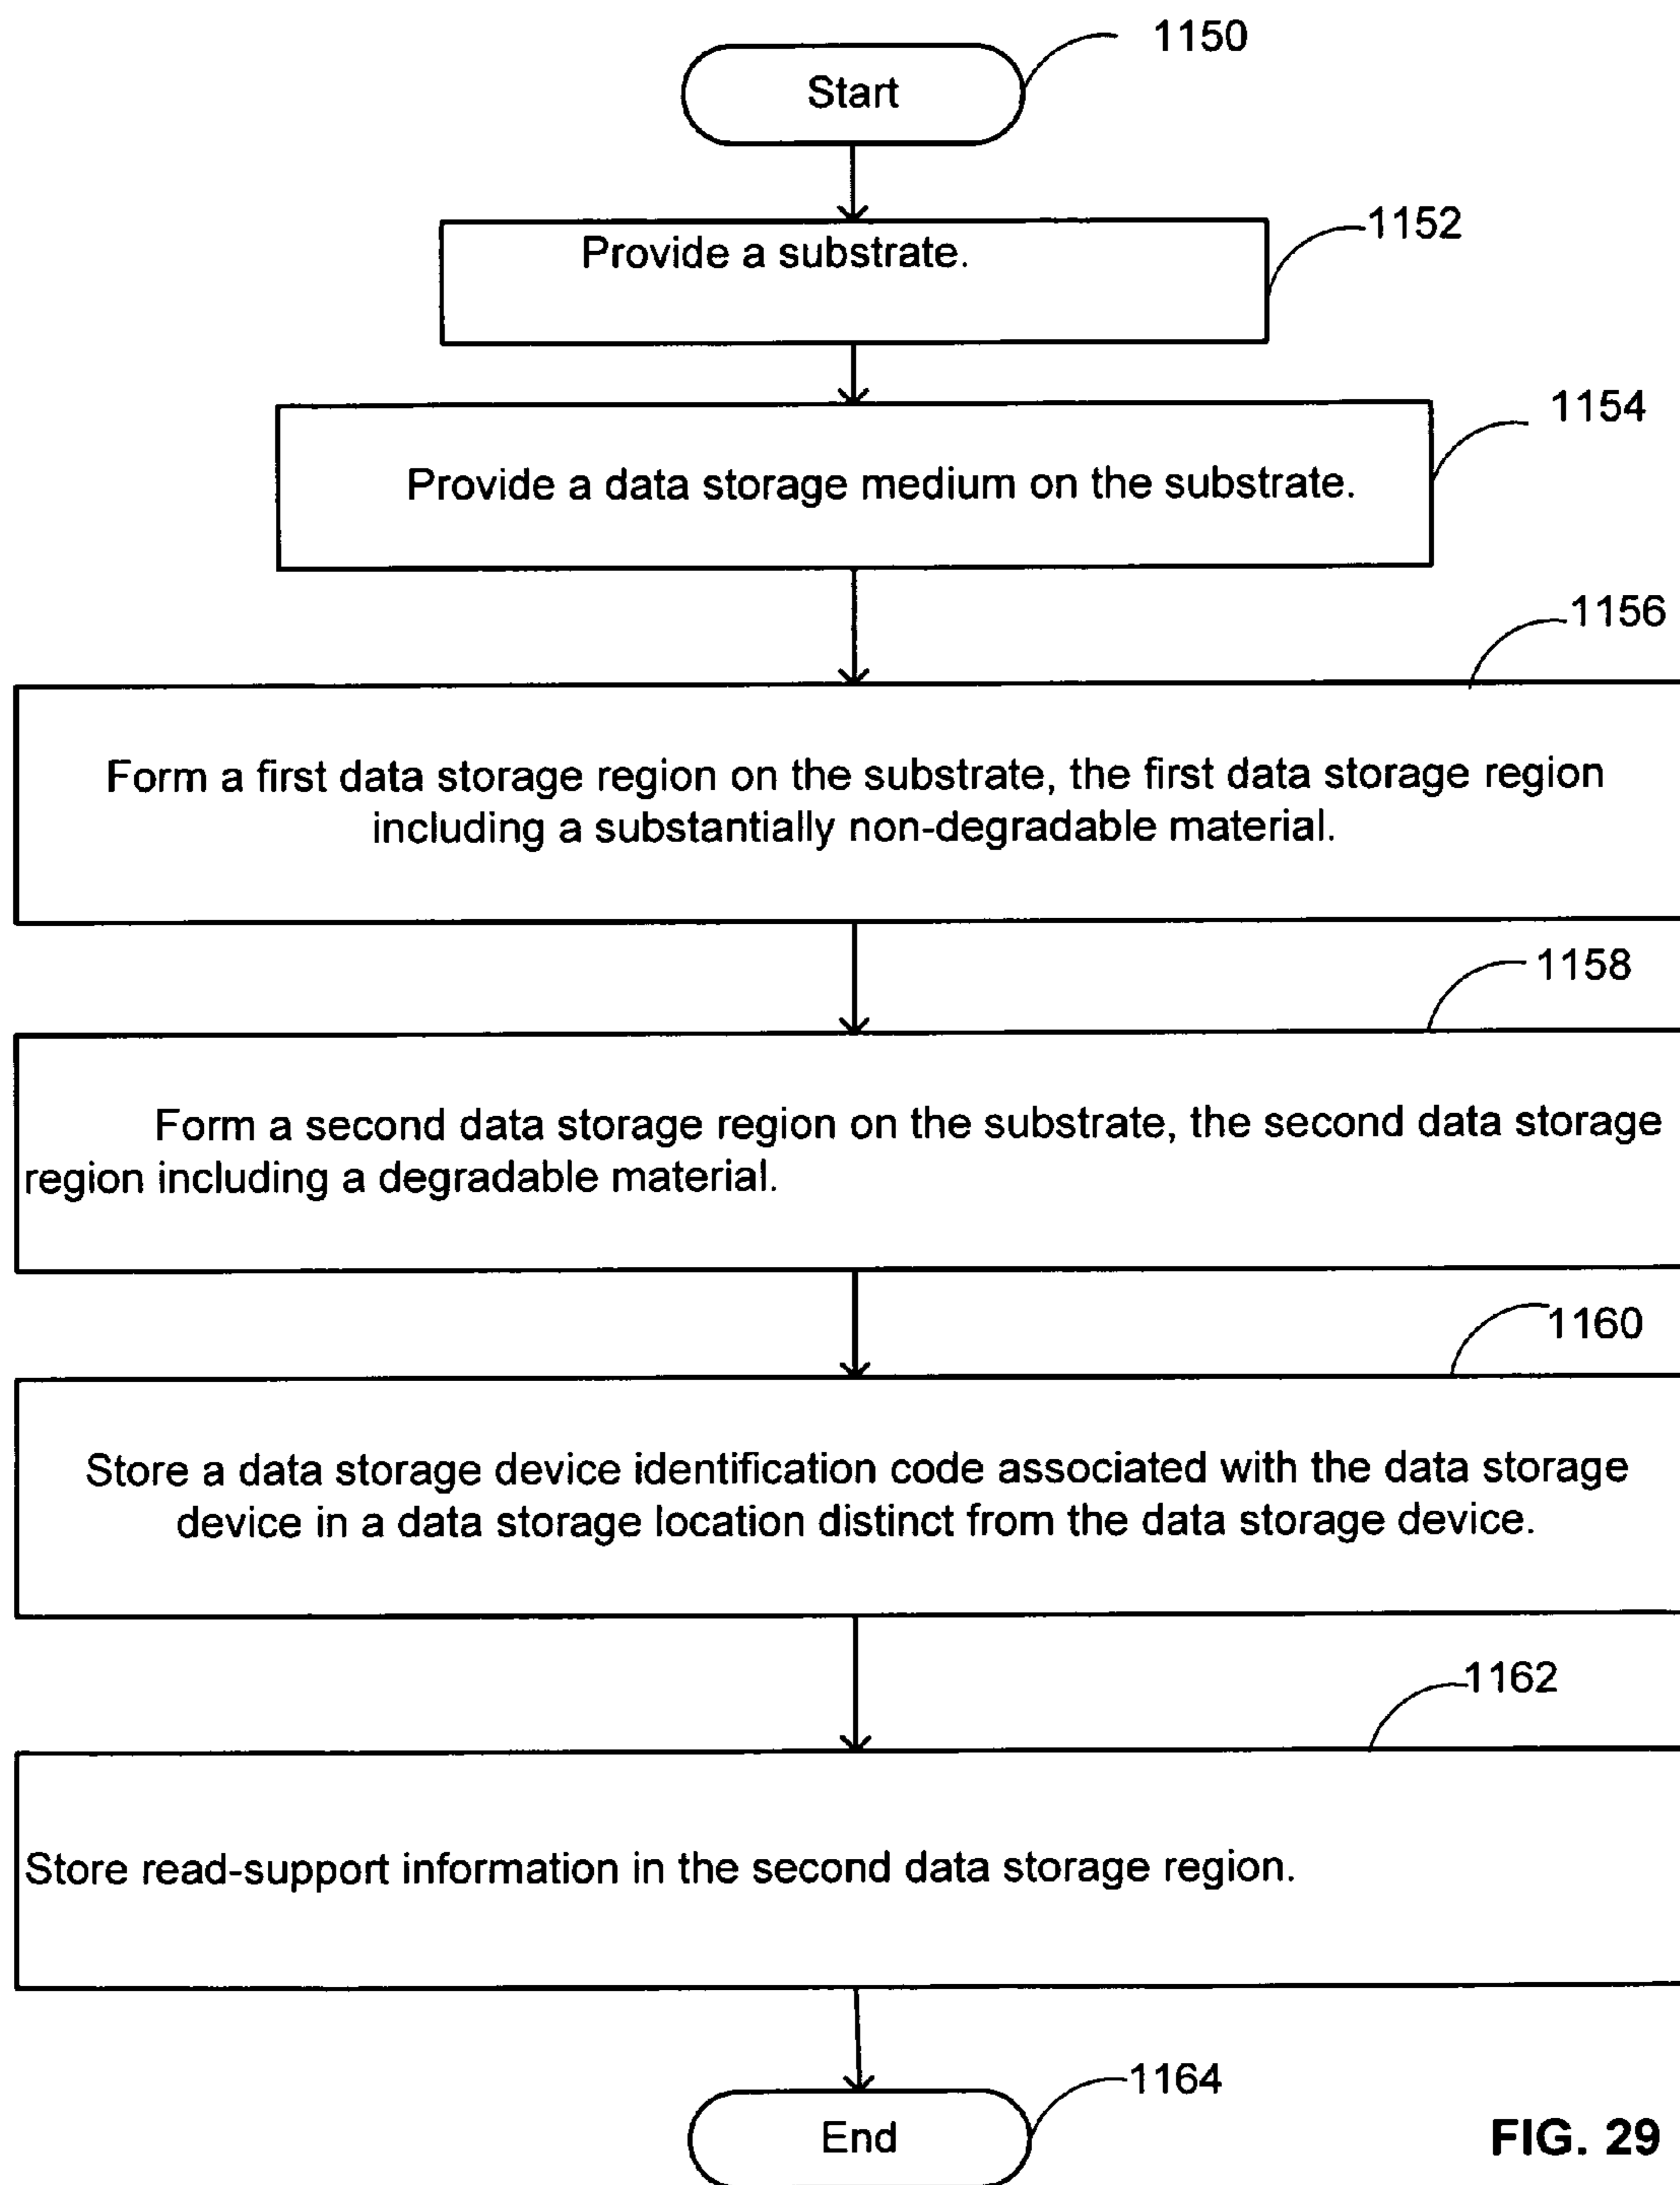 1150
Start
1152
Provide a substrate.
1154
Provide a data storage medium on the substrate.
1156
Form a first data storage region on the substrate, the first data storage region
including a substantially non-degradable material.
1158
Form a second data storage region on the substrate, the second data storage
region including a degradable material.
1160
Store a data storage device identification code associated with the data storage
device in a data storage location distinct from the data storage device.
1162
Store read-support information in the second data storage region.
1164
End
FIG. 29